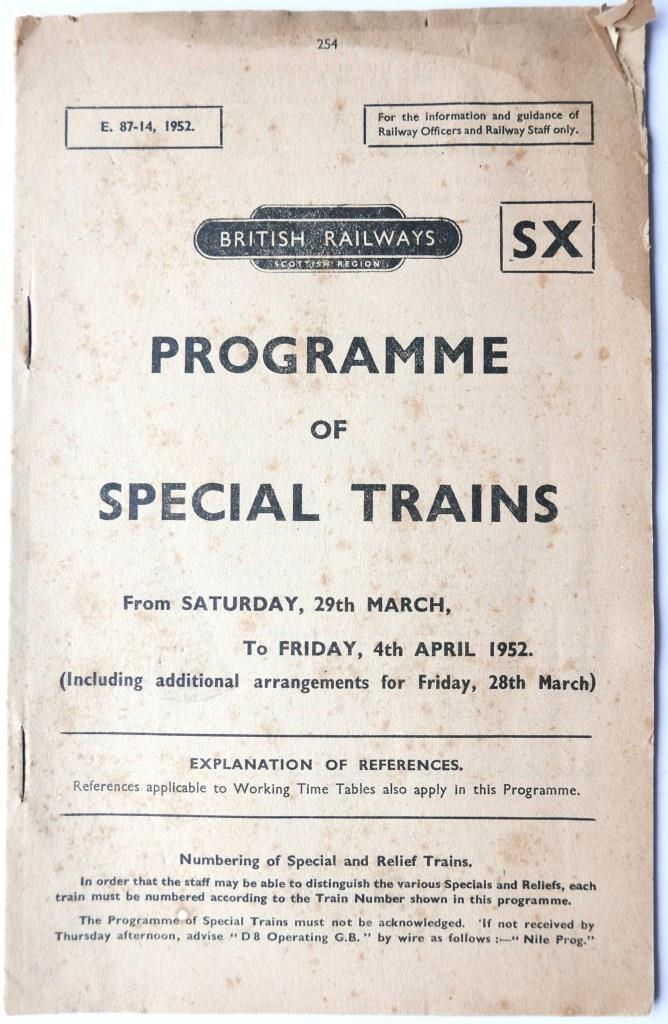 254
E. 87-14, 1952.
For the information and guidance of
Railway Officers and Railway Staff only.
BRITISH RAILWAYS
SCOTTISH REGION
SX
PROGRAMME
OF
SPECIAL TRAINS
From SATURDAY, 29th MARCH,
To FRIDAY, 4th APRIL 1952.
(Including additional arrangements for Friday, 28th March)
EXPLANATION OF REFERENCES.
References applicable to Working Time Tables also apply in this Programme.
Numbering of Special and Relief Trains.
In order that the staff may be able to distinguish the various Specials and Reliefs, each
train must be numbered according to the Train Number shown in this programme.
The Programme of Special Trains must not be acknowledged. 'If not received by
Thursday afternoon, advise "D8 Operating G.B." by wire as follows :—"Nile Prog."